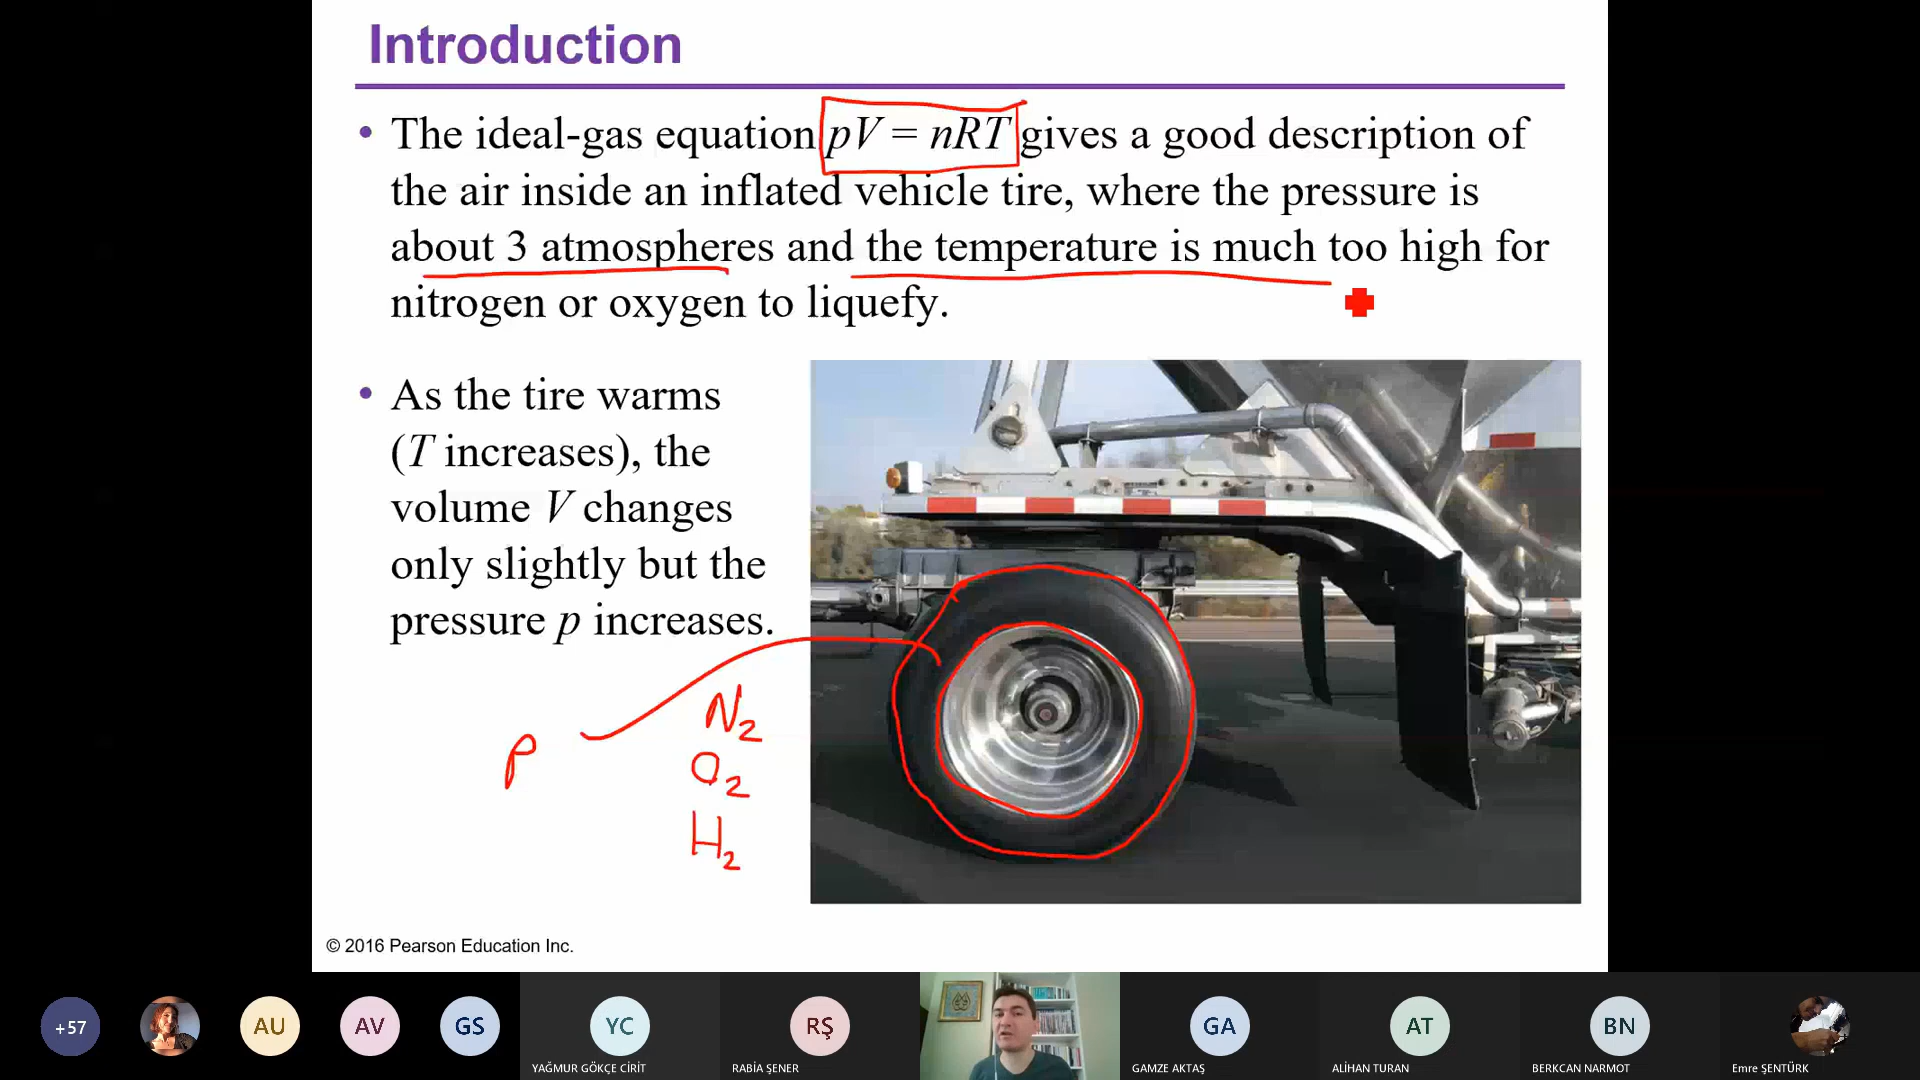 Introduction
• The ideal-gas equation pV = nRT gives a good description of
the air inside an inflated vehicle tire, where the pressure is
about 3 atmospheres and the temperature is much too high for
nitrogen or oxygen to liquefy.
• As the tire warms
(T increases), the
volume V changes
only slightly but the
pressure p increases.
P
N2
O2
H2
© 2016 Pearson Education Inc.
+57
AU
AV
GS
YC
RŞ
GA
AT
BN
YAĞMUR GÖKÇE CİRİT
RABİA ŞENER
GAMZE AKTAŞ
ALİHAN TURAN
BERKCAN NARMOT
Emre ŞENTÜRK